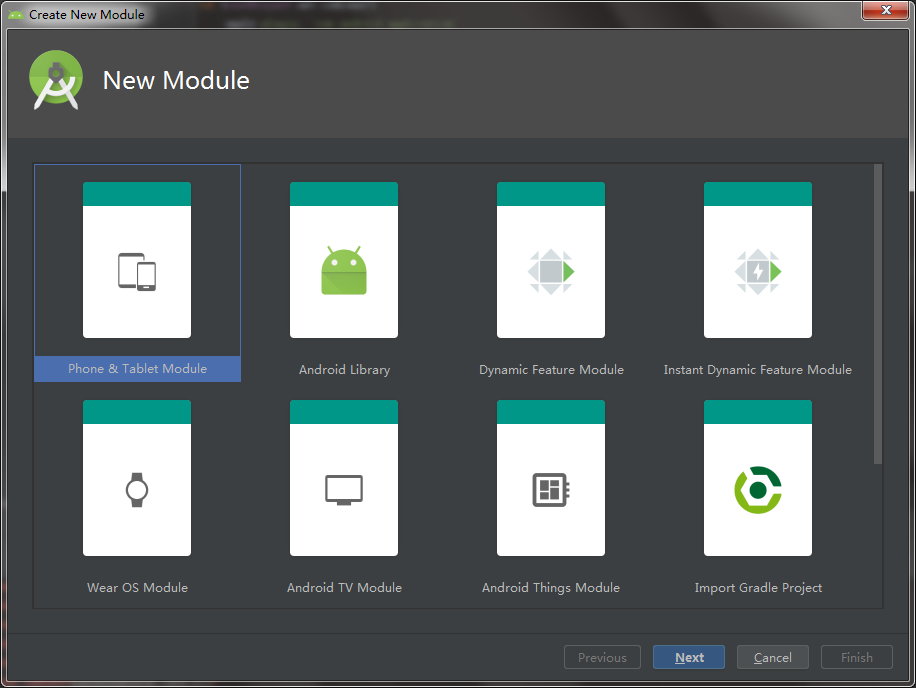 Create New Module
New Module
Phone & Tablet Module
Android Library
Dynamic Feature Module
Instant Dynamic Feature Module
Wear OS Module
Android TV Module
Android Things Module
Import Gradle Project
Previous
Next
Cancel
Finish